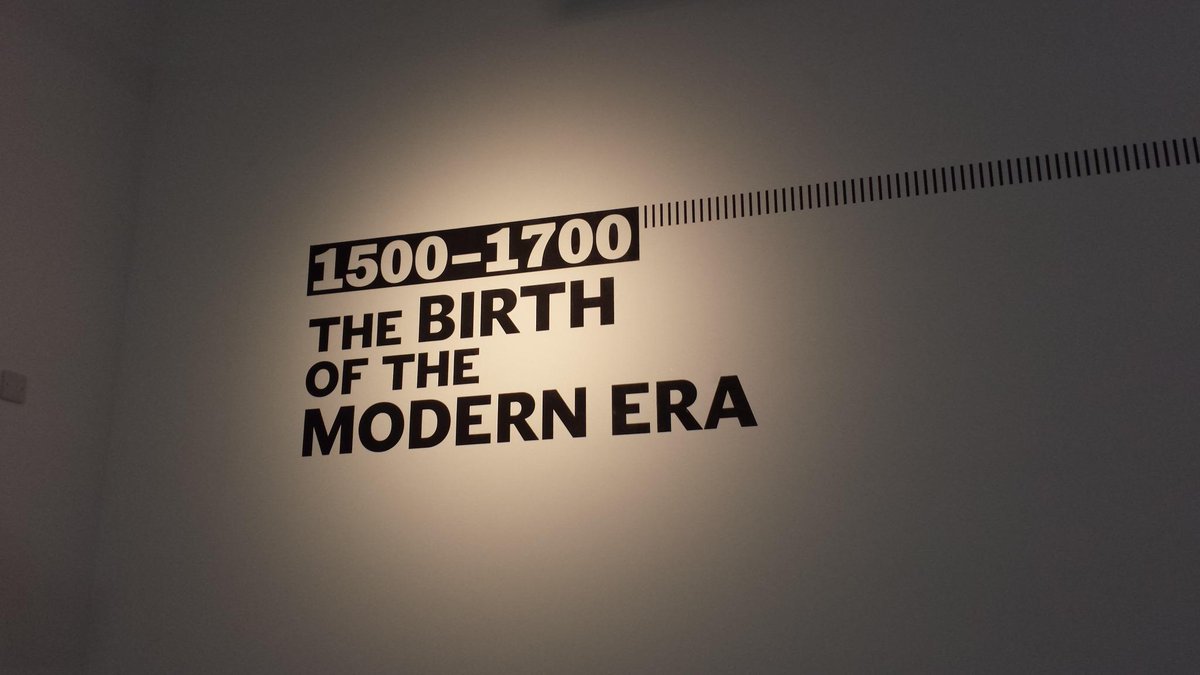 1500–1700
THE BIRTH
OF THE
MODERN ERA